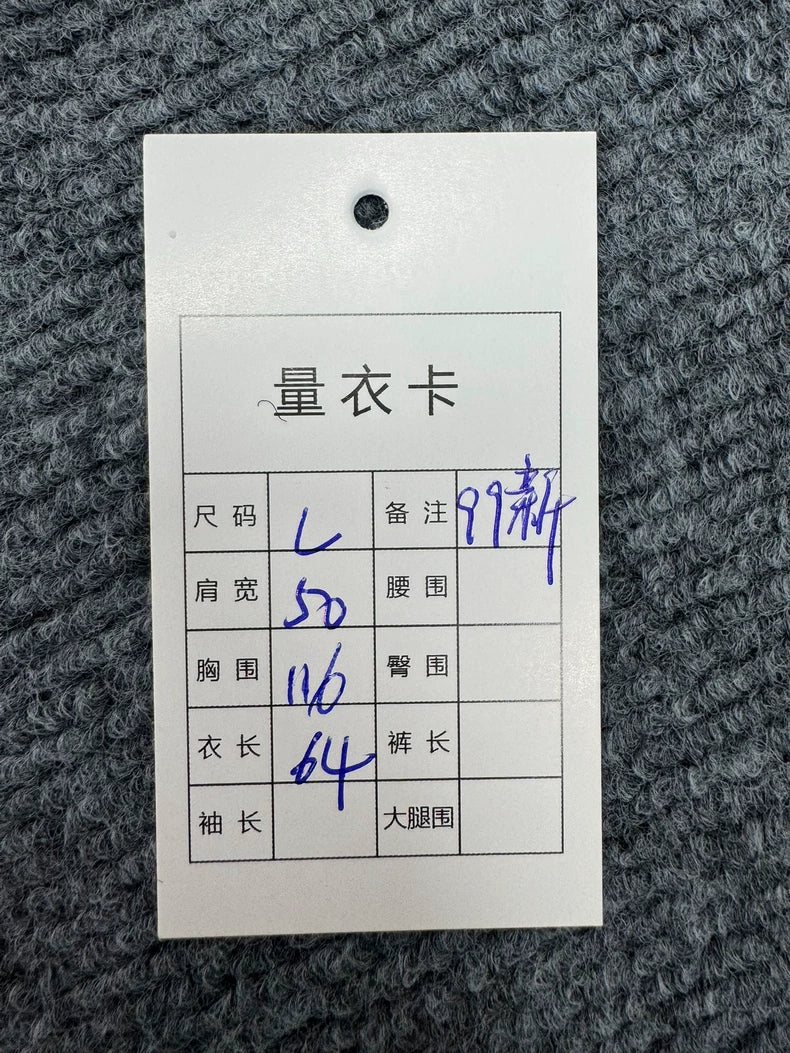 量衣卡
尺码 L 备注 99新
肩宽 50 腰围
胸围 116 臀围
衣长 64 裤长
袖长 大腿围